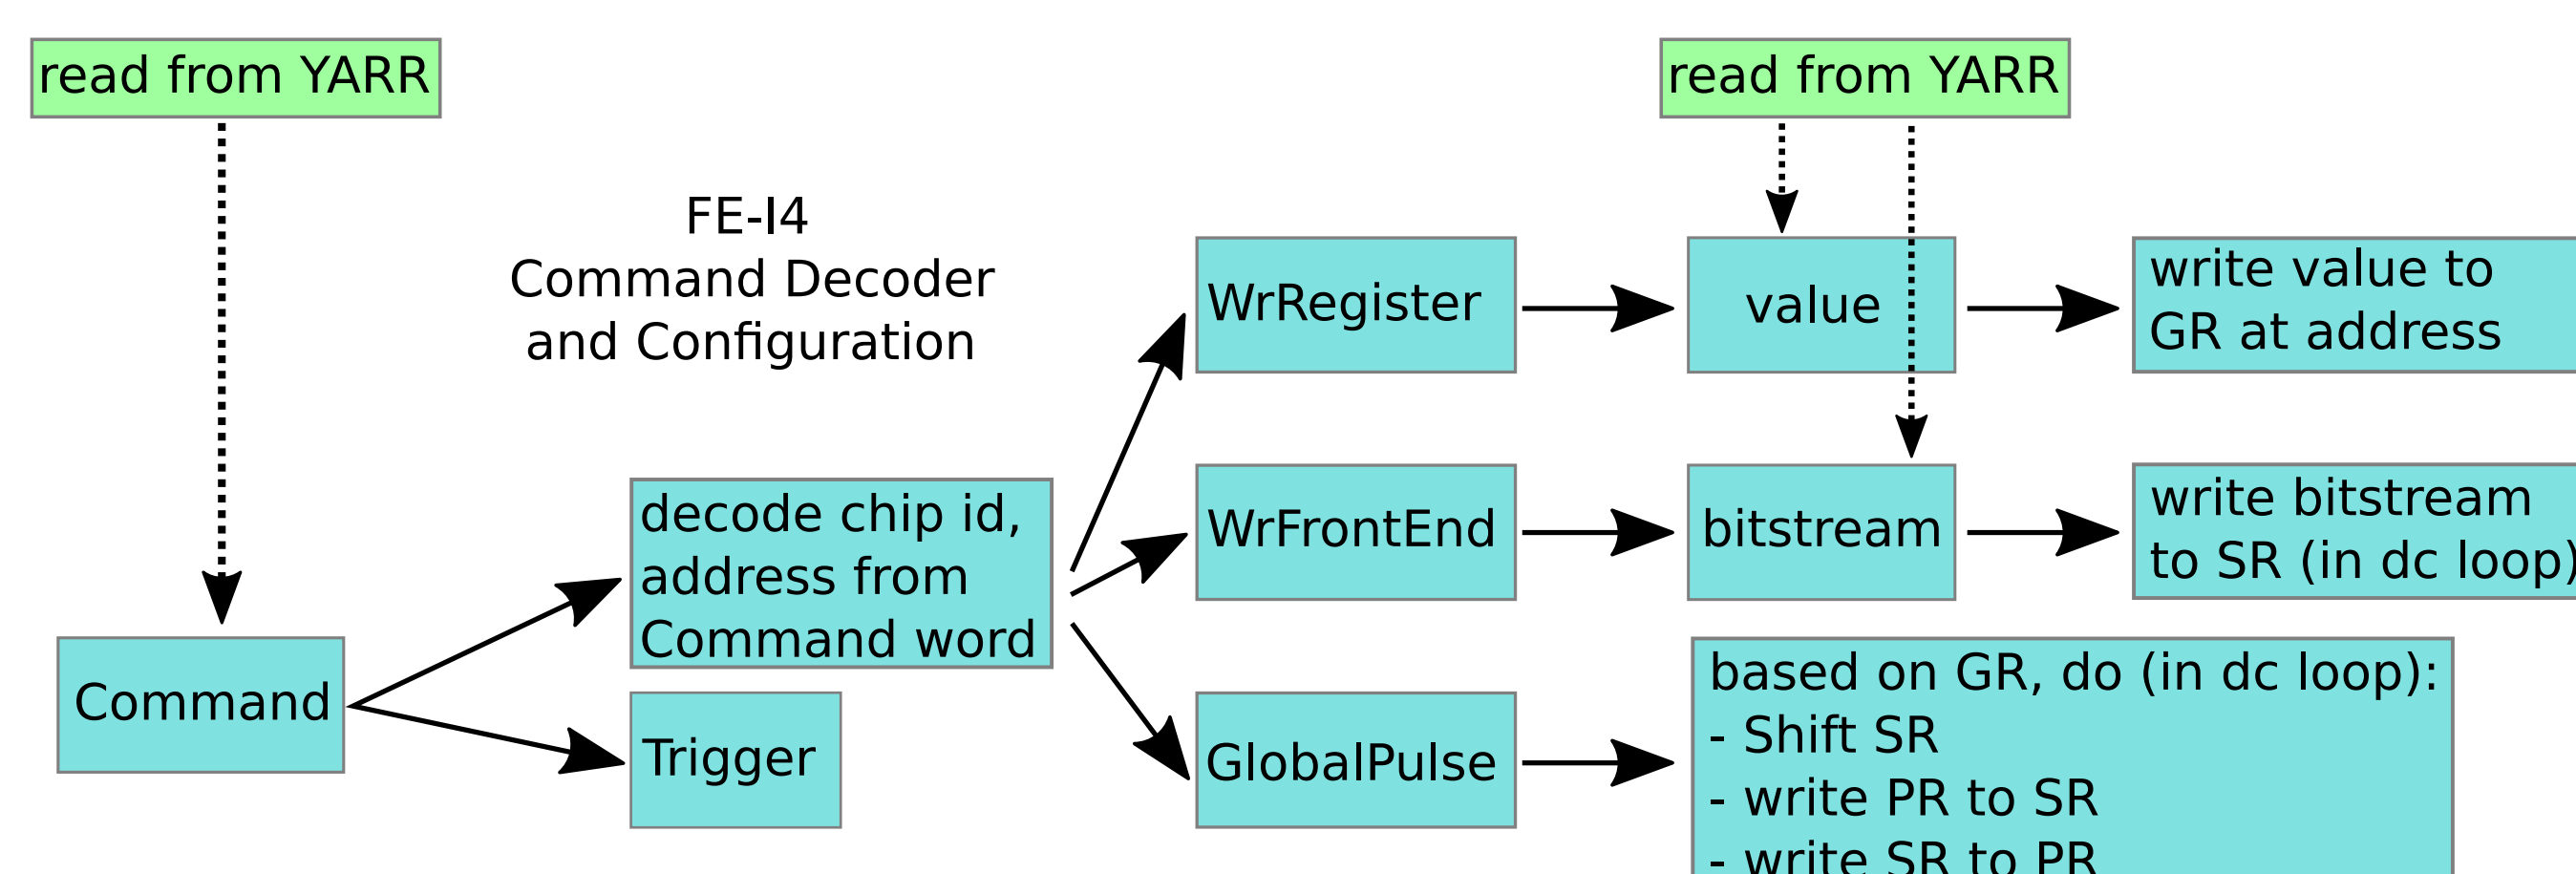 read from YARR
read from YARR
FE-I4
Command Decoder
and Configuration
WrRegister
value
write value to
GR at address
decode chip id,
address from
Command word
WrFrontEnd
bitstream
write bitstream
to SR (in dc loop)
Command
Trigger
GlobalPulse
based on GR, do (in dc loop):
- Shift SR
- write PR to SR
- write SR to PR